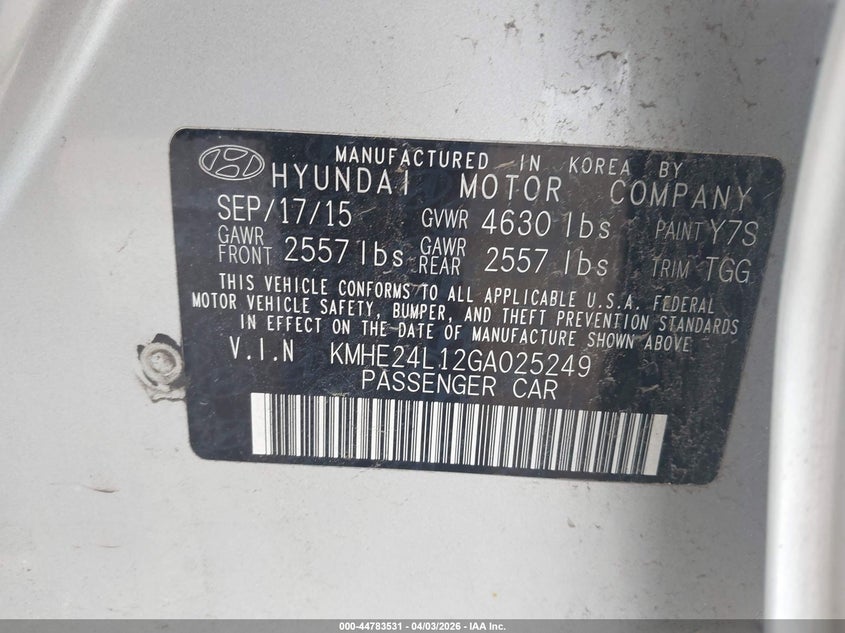 MANUFACTURED IN KOREA BY
HYUNDAI MOTOR COMPANY
SEP/17/15 GVWR 4630 lbs PAINT Y7S
GAWR FRONT 2557 lbs GAWR REAR 2557 lbs TRIM TGG
THIS VEHICLE CONFORMS TO ALL APPLICABLE U.S.A. FEDERAL
MOTOR VEHICLE SAFETY, BUMPER, AND THEFT PREVENTION STANDARDS
IN EFFECT ON THE DATE OF MANUFACTURE SHOWN ABOVE
V.I.N KMHE24L12GA025249
PASSENGER CAR
000-44783531 - 04/03/2026 - IAA Inc.